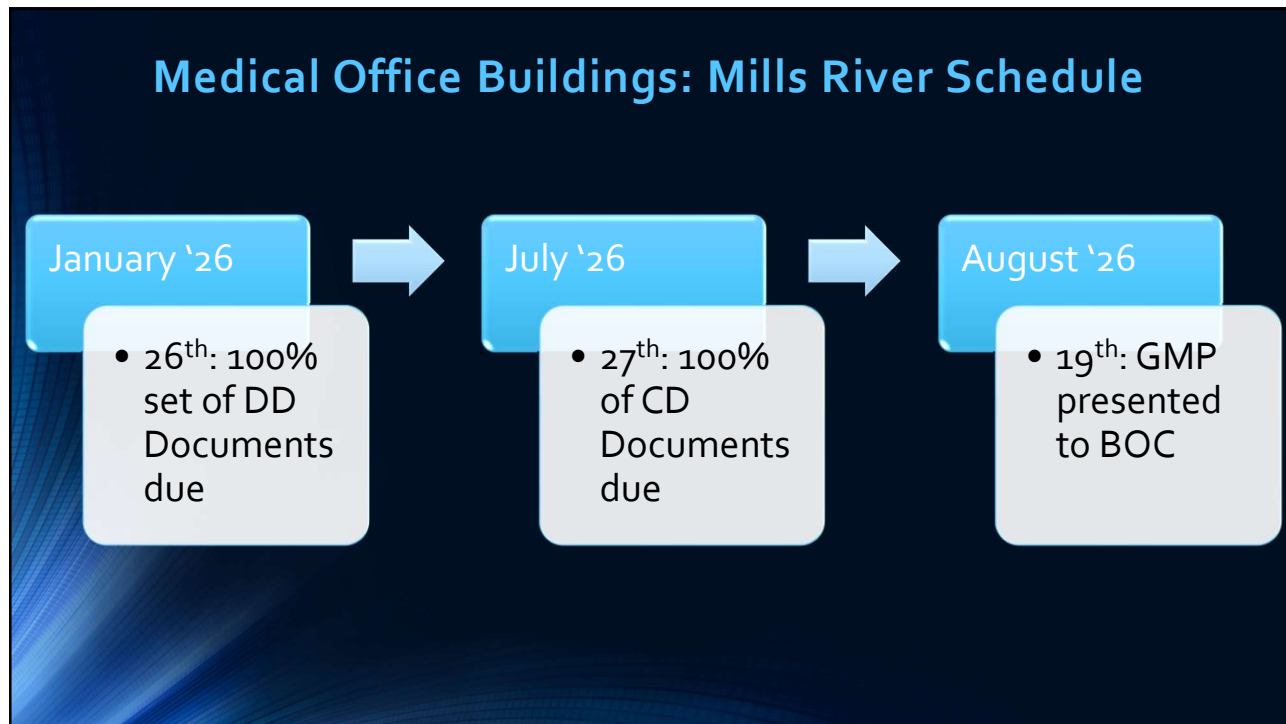 Medical Office Buildings: Mills River Schedule
January ‘26
• 26th: 100%
set of DD
Documents
due
July ‘26
• 27th: 100%
of CD
Documents
due
August ‘26
• 19th: GMP
presented
to BOC